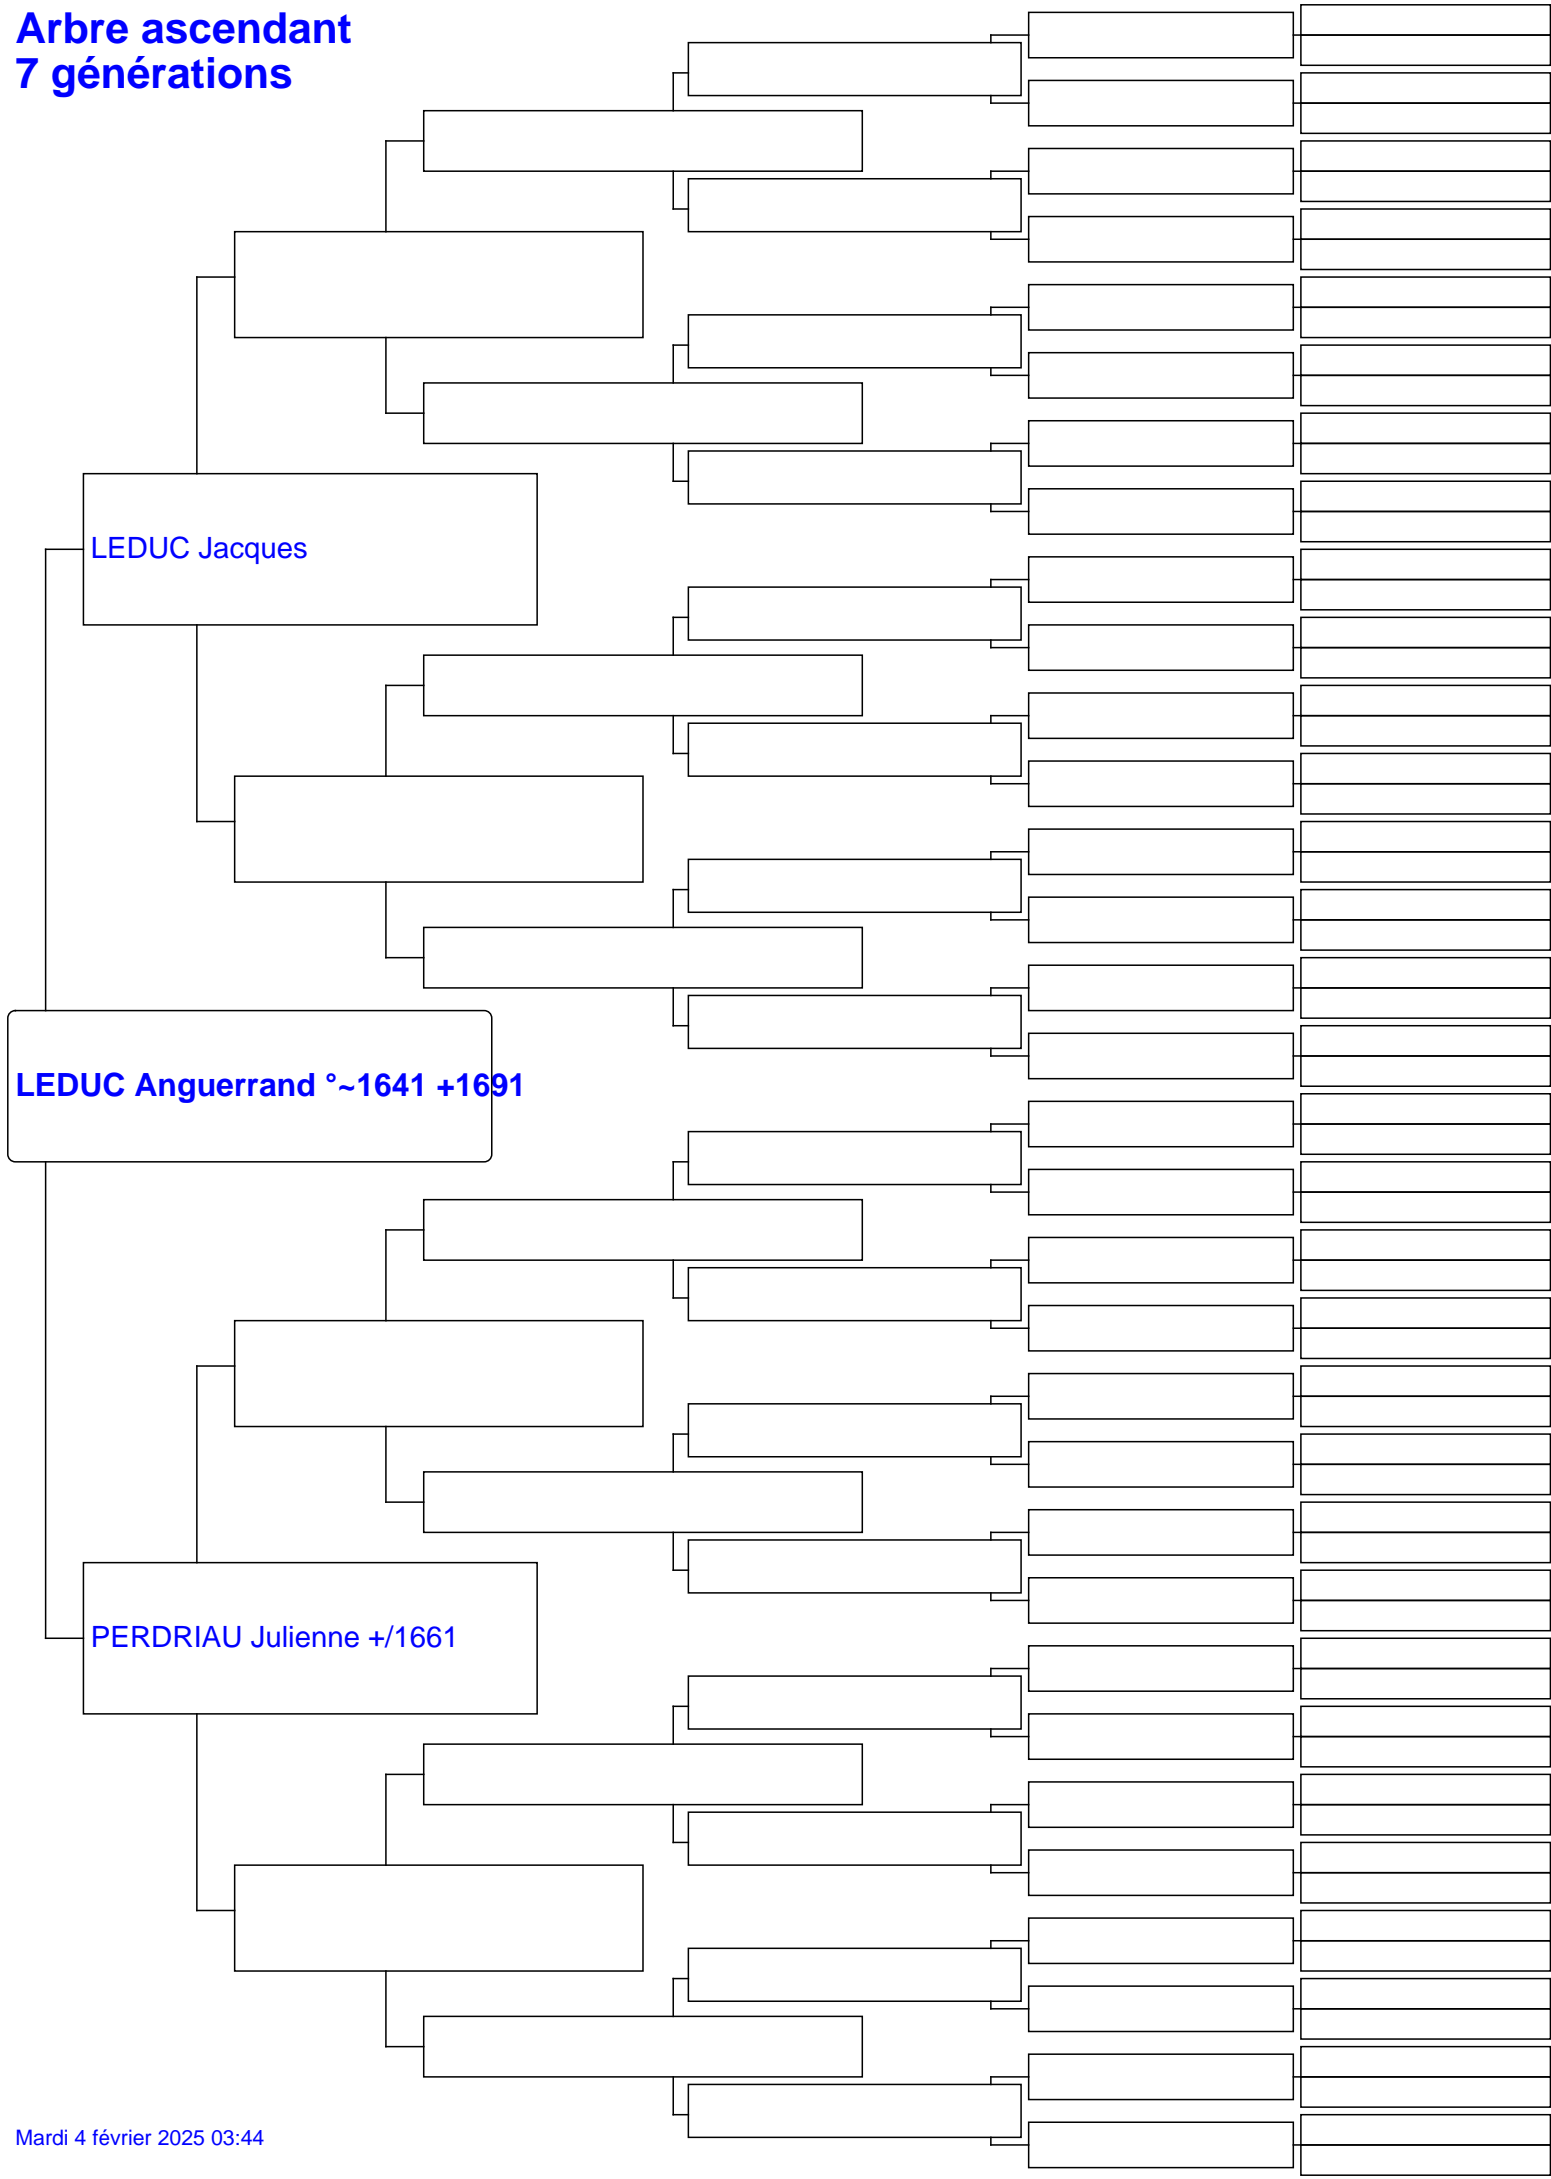 Arbre ascendant
7 générations
LEDUC Jacques
LEDUC Anguerrand °~1641 +1691
PERDRIAU Julienne +/1661
Mardi 4 février 2025 03:44